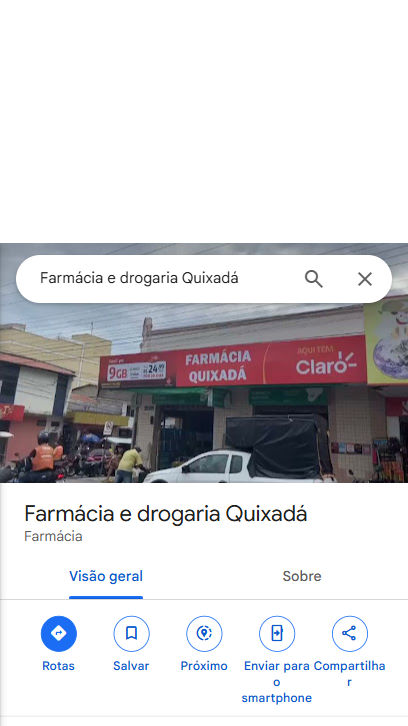 Farmácia e drogaria Quixadá
9GB
24
FARMÁCIA
QUIXADÁ
AQUI TEM
Claro
Farmácia e drogaria Quixadá
Farmácia
Visão geral
Sobre
Rotas
Salvar
Próximo
Enviar para
o
smartphone
Compartilha
r